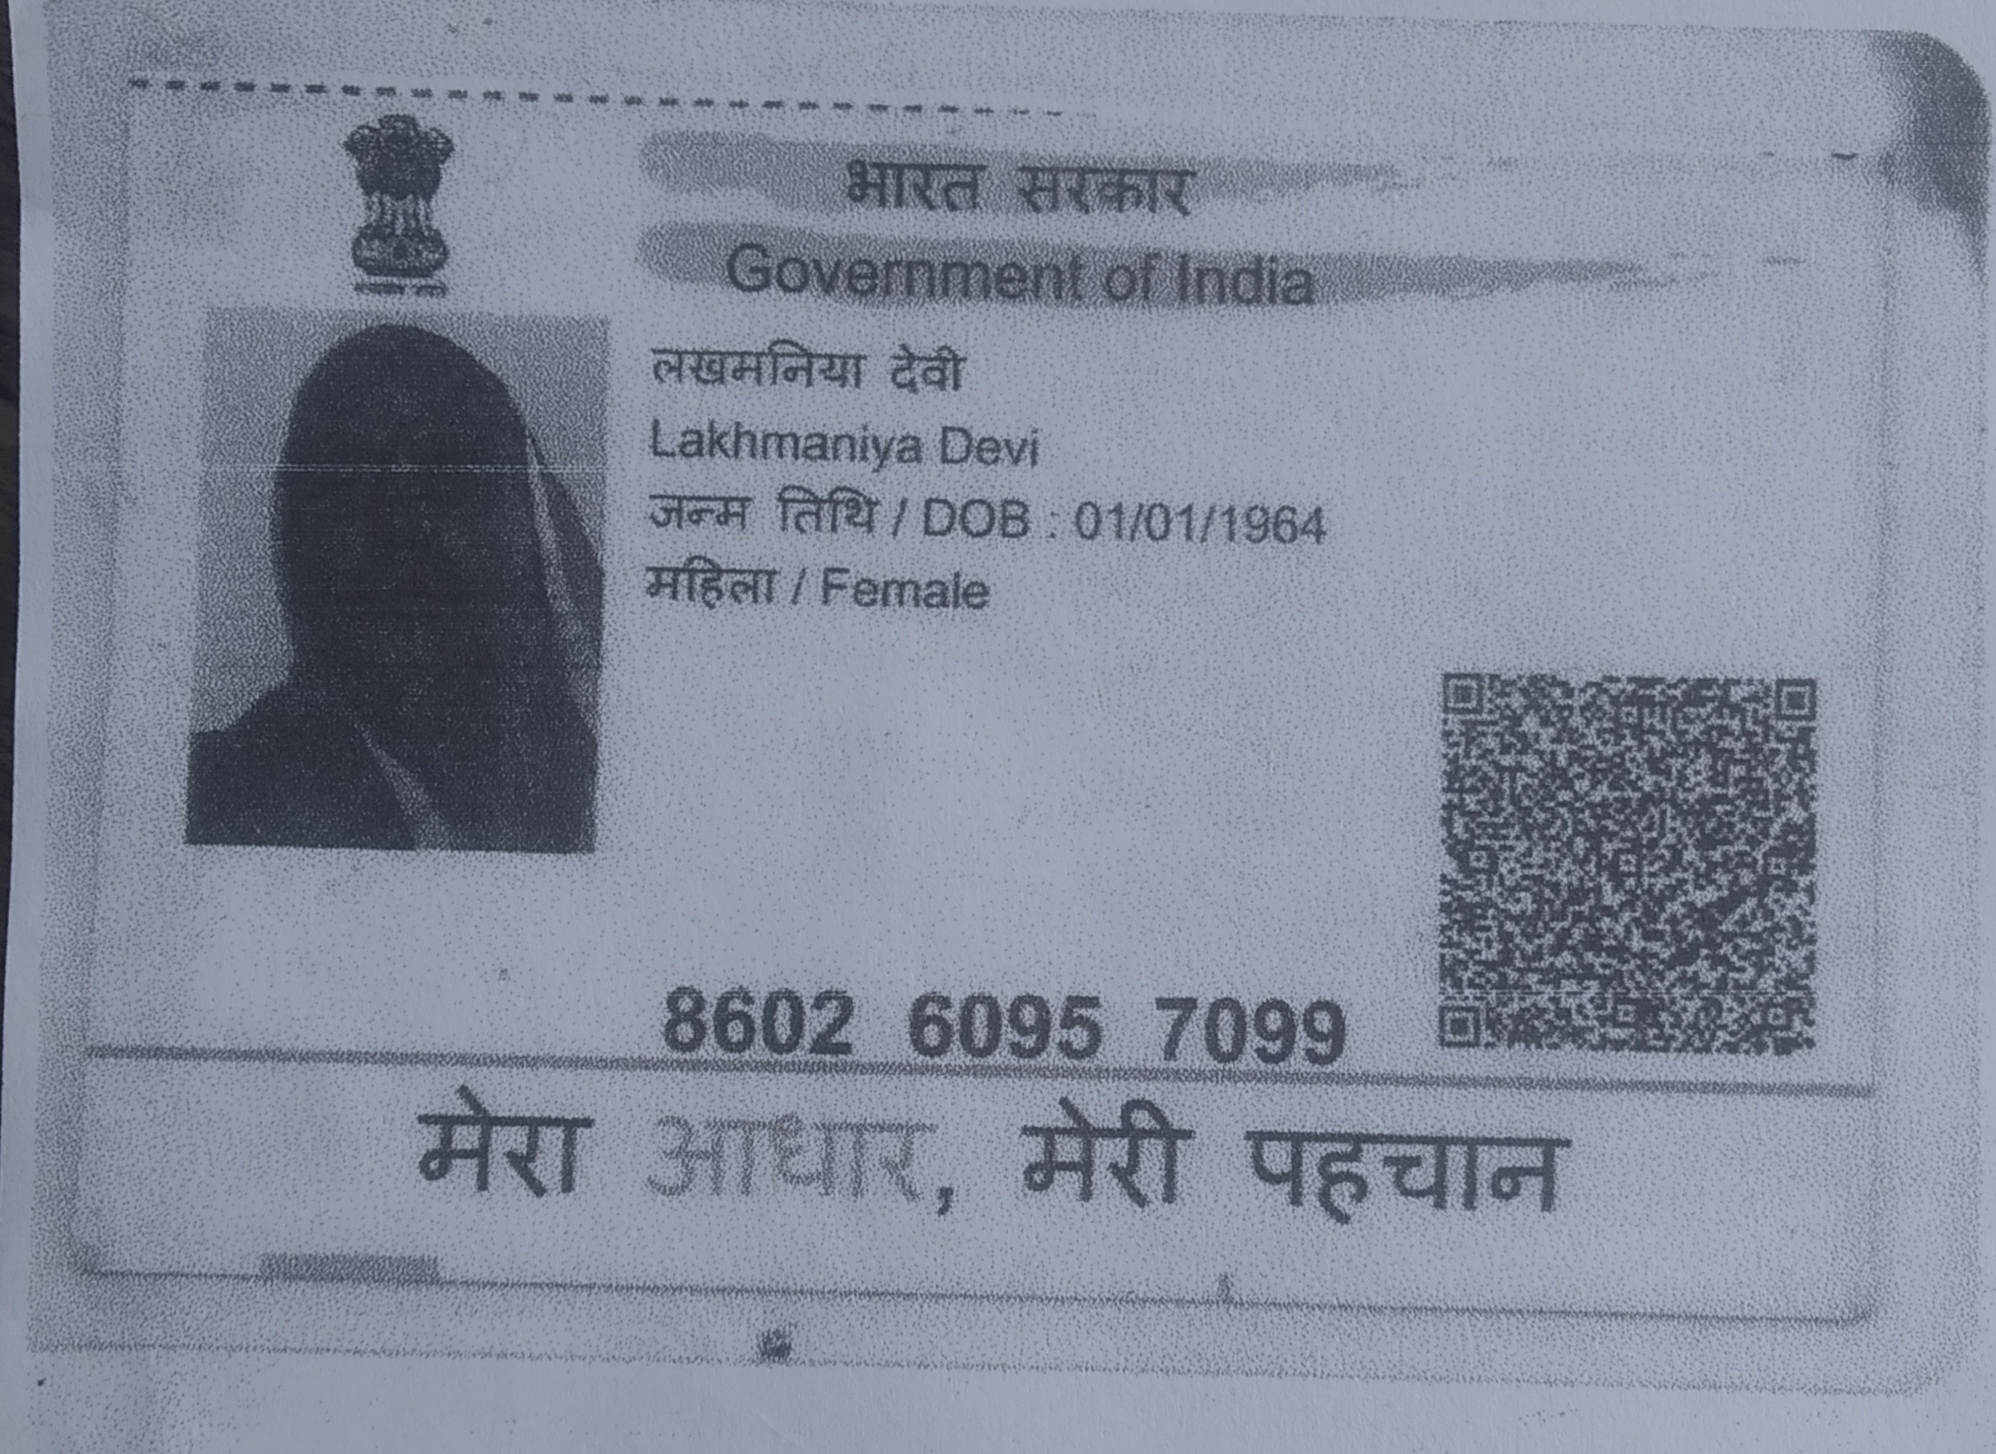 भारत सरकार
Government of India
लखमनिया देवी
Lakhmaniya Devi
जन्म तिथि / DOB : 01/01/1964
महिला / Female
8602 6095 7099
मेरा आधार, मेरी पहचान